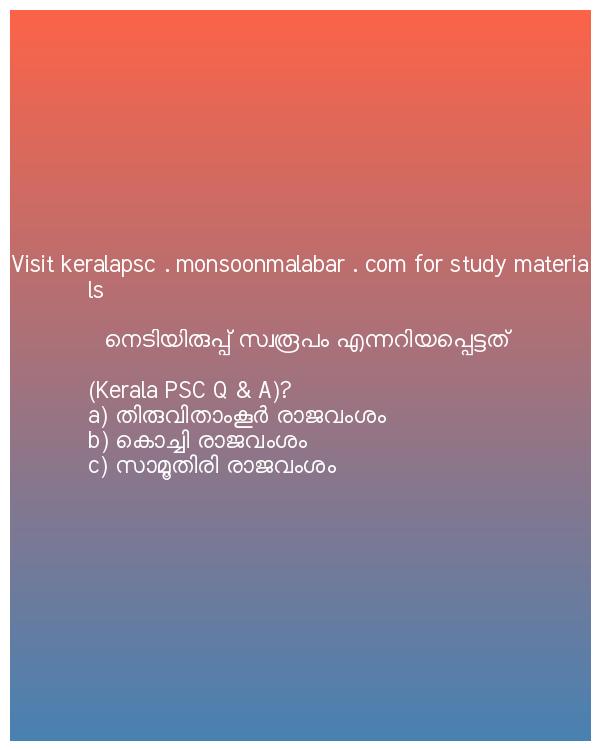 Visit keralapsc . monsoonmalabar . com for study materia
ls
നെടിയിരുപ്പ് സ്വരൂപം എന്നറിയപ്പെട്ടത്
(Kerala PSC Q & A)?
a) തിരുവിതാംകൂർ രാജവംശം
b) കൊച്ചി രാജവംശം
c) സാമൂതിരി രാജവംശം